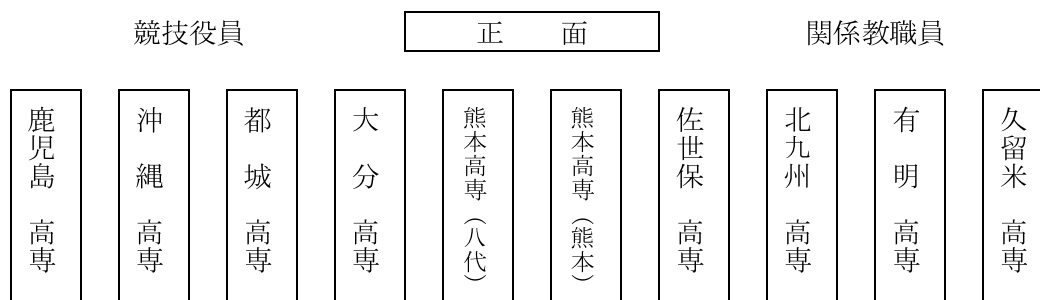 競技役員
正　面
関係教職員
鹿児島　高専
沖　縄　高専
都　城　高専
大　分　高専
熊本高専（八代）
熊本高専（熊本）
佐世保　高専
北九州　高専
有　明　高専
久留米　高専